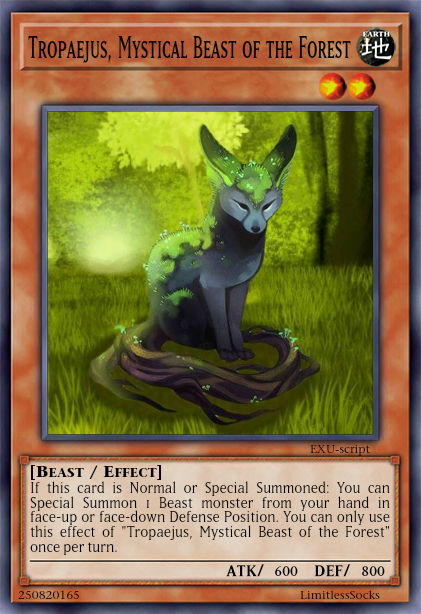 Tropaejus, Mystical Beast of the Forest
EARTH
地
EXU-script
[Beast / Effect]
If this card is Normal or Special Summoned: You can
Special Summon 1 Beast monster from your hand in
face-up or face-down Defense Position. You can only use
this effect of "Tropaejus, Mystical Beast of the Forest"
once per turn.
ATK/ 600 DEF/ 800
250820165 LimitlessSocks